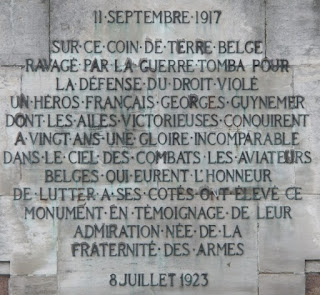 11·SEPTEMBRE·1917
SUR·CE·COIN·DE·TERRE·BELGE
RAVAGÉ·PAR·LA·GUERRE·TOMBA·POUR
LA·DÉFENSE·DU·DROIT·VIOLÉ
UN·HÉROS·FRANÇAIS·GEORGES·GUYNEMER
DONT·LES·AILES·VICTORIEUSES·CONQUIRENT
A·VINGT·ANS·UNE·GLOIRE·INCOMPARABLE
DANS·LE·CIEL·DES·COMBATS·LES·AVIATEURS
BELGES·QUI·EURENT·L'HONNEUR
DE·LUTTER·A·SES·COTÉS·ONT·ÉLEVÉ·CE
MONUMENT·EN·TÉMOIGNAGE·DE·LEUR
ADMIRATION·NÉE·DE·LA
FRATERNITÉ·DES·ARMES
8·JUILLET·1923